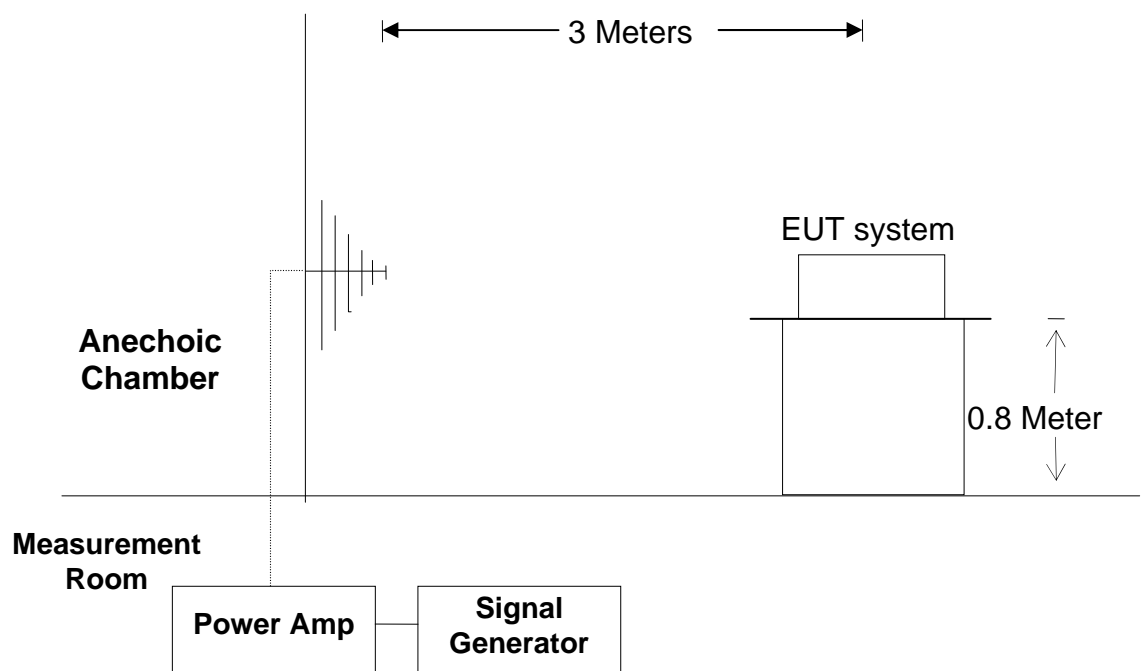 3 Meters
EUT system
Anechoic
Chamber
0.8 Meter
Measurement
Room
Power Amp
Signal
Generator